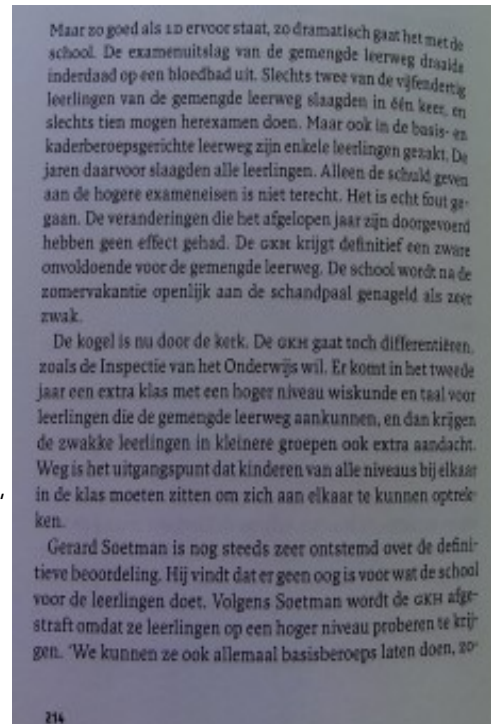 Maar zo goed als 1D ervoor staat, zo dramatisch gaat het met de
school. De examenuitslag van de gemengde leerweg draaide
inderdaad op een bloedbad uit. Slechts twee van de vijfendertig
leerlingen van de gemengde leerweg slaagden in één keer, en
slechts tien mogen herexamen doen. Maar ook in de basis- en
kaderberoepsgerichte leerweg zijn enkele leerlingen gezakt. De
jaren daarvoor slaagden alle leerlingen. Alleen de schuld geven
aan de hogere exameneisen is niet terecht. Het is echt fout ge-
gaan. De veranderingen die het afgelopen jaar zijn doorgevoerd
hebben geen effect gehad. De GKH krijgt definitief een zware
onvoldoende voor de gemengde leerweg. De school wordt na de
zomervakantie openlijk aan de schandpaal genageld als zeer
zwak.
De kogel is nu door de kerk. De GKH gaat toch differentiëren,
zoals de Inspectie van het Onderwijs wil. Er komt in het tweede
jaar een extra klas met een hoger niveau wiskunde en taal voor
leerlingen die de gemengde leerweg aankunnen, en dan krijgen
de zwakke leerlingen in kleinere groepen ook extra aandacht.
Weg is het uitgangspunt dat kinderen van alle niveaus bij elkaar
in de klas moeten zitten om zich aan elkaar te kunnen optrek-
ken.
Gerard Soetman is nog steeds zeer ontstemd over de defini-
tieve beoordeling. Hij vindt dat er geen oog is voor wat de school
voor de leerlingen doet. Volgens Soetman wordt de GKH afge-
straft omdat ze leerlingen op een hoger niveau proberen te krij-
gen. 'We kunnen ze ook allemaal basisberoeps laten doen, zo-
214